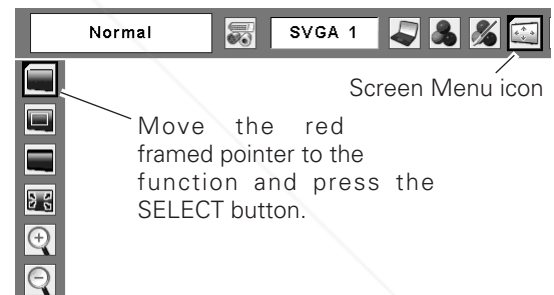 Normal
SVGA 1
Screen Menu icon
Move the red
framed pointer to the
function and press the
SELECT button.